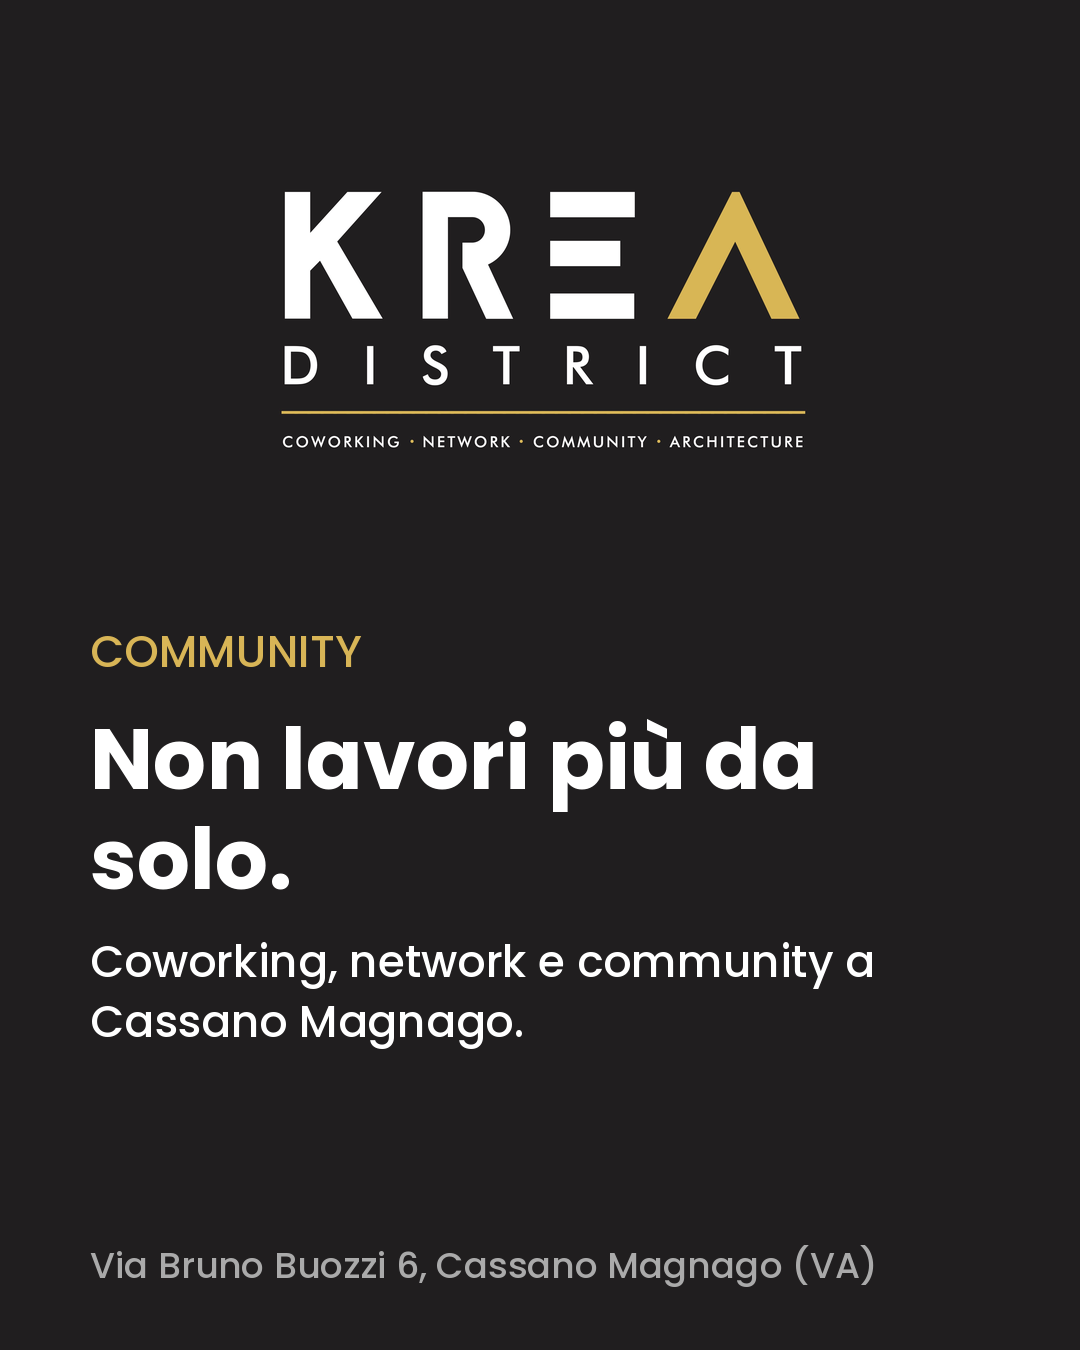 KREA
DISTRICT
COWORKING · NETWORK · COMMUNITY · ARCHITECTURE
COMMUNITY
Non lavori più da
solo.
Coworking, network e community a
Cassano Magnago.
Via Bruno Buozzi 6, Cassano Magnago (VA)